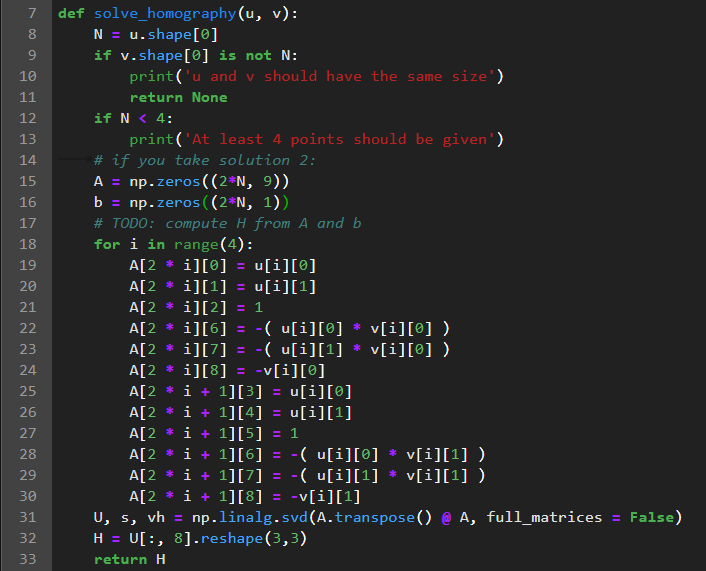 7 def solve_homography(u, v):
8     N = u.shape[0]
9     if v.shape[0] is not N:
10         print('u and v should have the same size')
11         return None
12     if N < 4:
13         print('At least 4 points should be given')
14     # if you take solution 2:
15     A = np.zeros((2*N, 9))
16     b = np.zeros((2*N, 1))
17     # TODO: compute H from A and b
18     for i in range(4):
19         A[2 * i][0] = u[i][0]
20         A[2 * i][1] = u[i][1]
21         A[2 * i][2] = 1
22         A[2 * i][6] = -( u[i][0] * v[i][0] )
23         A[2 * i][7] = -( u[i][1] * v[i][0] )
24         A[2 * i][8] = -v[i][0]
25         A[2 * i + 1][3] = u[i][0]
26         A[2 * i + 1][4] = u[i][1]
27         A[2 * i + 1][5] = 1
28         A[2 * i + 1][6] = -( u[i][0] * v[i][1] )
29         A[2 * i + 1][7] = -( u[i][1] * v[i][1] )
30         A[2 * i + 1][8] = -v[i][1]
31     U, s, vh = np.linalg.svd(A.transpose() @ A, full_matrices = False)
32     H = U[:, 8].reshape(3,3)
33     return H